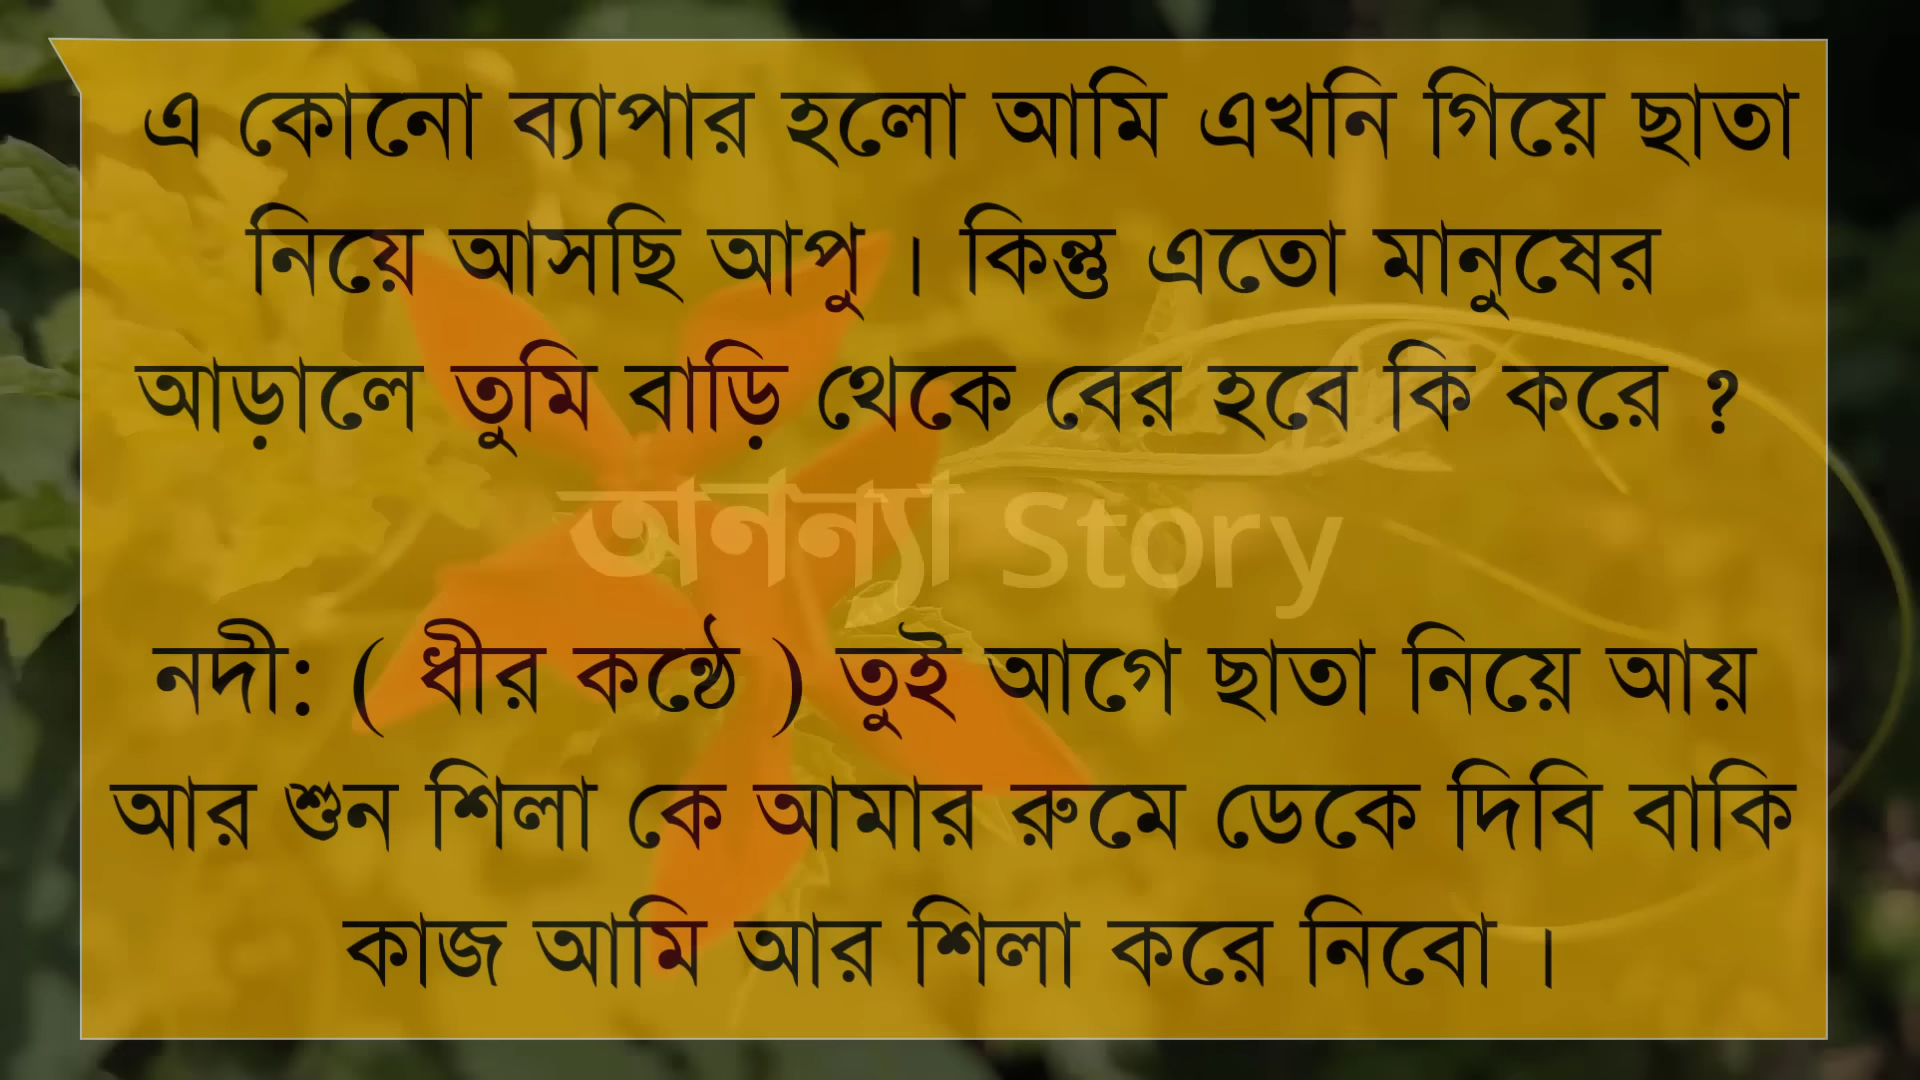 এ কোনো ব্যাপার হলো আমি এখনি গিয়ে ছাতা
নিয়ে আসছি আপু । কিন্তু এতো মানুষের
আড়ালে তুমি বাড়ি থেকে বের হবে কি করে ?
অনন্যা Story
নদী: ( ধীর কন্ঠে ) তুই আগে ছাতা নিয়ে আয়
আর শুন শিলা কে আমার রুমে ডেকে দিবি বাকি
কাজ আমি আর শিলা করে নিবো ।